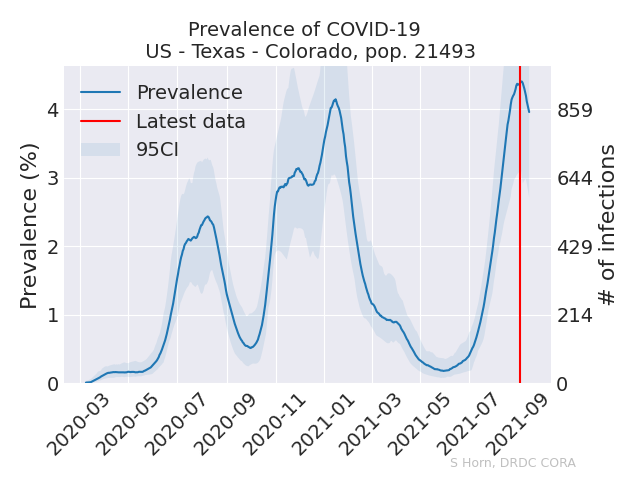 Prevalence of COVID-19
US - Texas - Colorado, pop. 21493
Prevalence
Latest data
95CI
Prevalence (%)
4
3
2
1
0
859
644
429
214
0
# of infections
2020-03
2020-05
2020-07
2020-09
2020-11
2021-01
2021-03
2021-05
2021-07
2021-09
S Horn, DRDC CORA